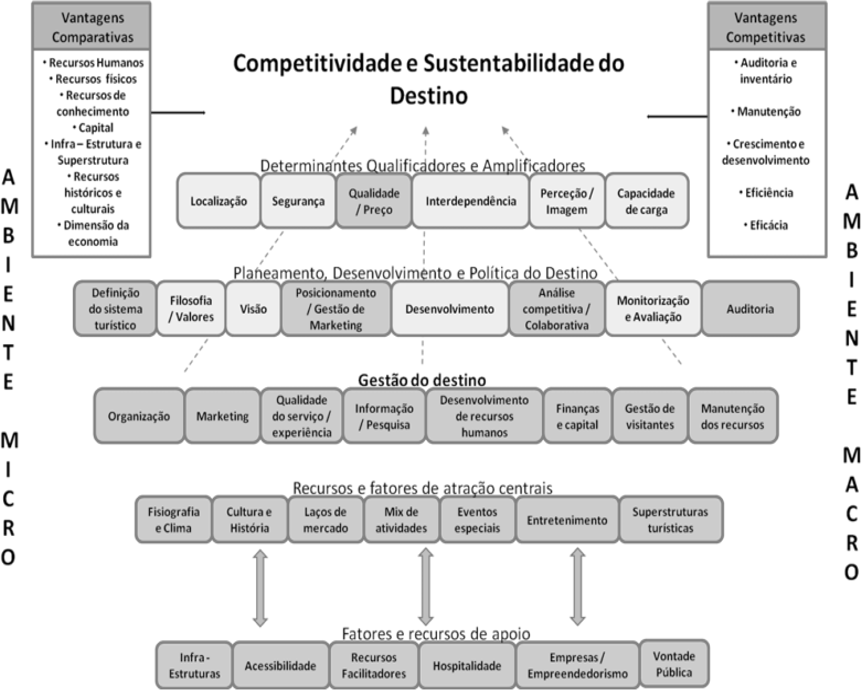 Vantagens
Comparativas
• Recursos Humanos
• Recursos físicos
• Recursos de
conhecimento
• Capital
• Infra – Estrutura e
Superstrutura
• Recursos
históricos e
culturais
• Dimensão da
economia
Competitividade e Sustentabilidade do
Destino
Vantagens
Competitivas
• Auditoria e
inventário
• Manutenção
• Crescimento e
desenvolvimento
• Eficiência
• Eficácia
AMBIENTE MICRO
AMBIENTE MACRO
Determinantes Qualificadores e Amplificadores
Localização
Segurança
Qualidade
/ Preço
Interdependência
Perceção /
Imagem
Capacidade
de carga
Planeamento, Desenvolvimento e Política do Destino
Definição
do sistema
turístico
Filosofia
/ Valores
Visão
Posicionamento
/ Gestão de
Marketing
Desenvolvimento
Análise
competitiva /
Colaborativa
Monitorização
e Avaliação
Auditoria
Gestão do destino
Organização
Marketing
Qualidade
do serviço /
experiência
Informação
/ Pesquisa
Desenvolvimento
de recursos
humanos
Finanças
e capital
Gestão de
visitantes
Manutenção
dos recursos
Recursos e fatores de atração centrais
Fisiografia
e Clima
Cultura e
História
Laços de
mercado
Mix de
atividades
Eventos
especiais
Entretenimento
Superstruturas
turísticas
Fatores e recursos de apoio
Infra -
Estruturas
Acessibilidade
Recursos
Facilitadores
Hospitalidade
Empresas /
Empreendedorismo
Vontade
Pública